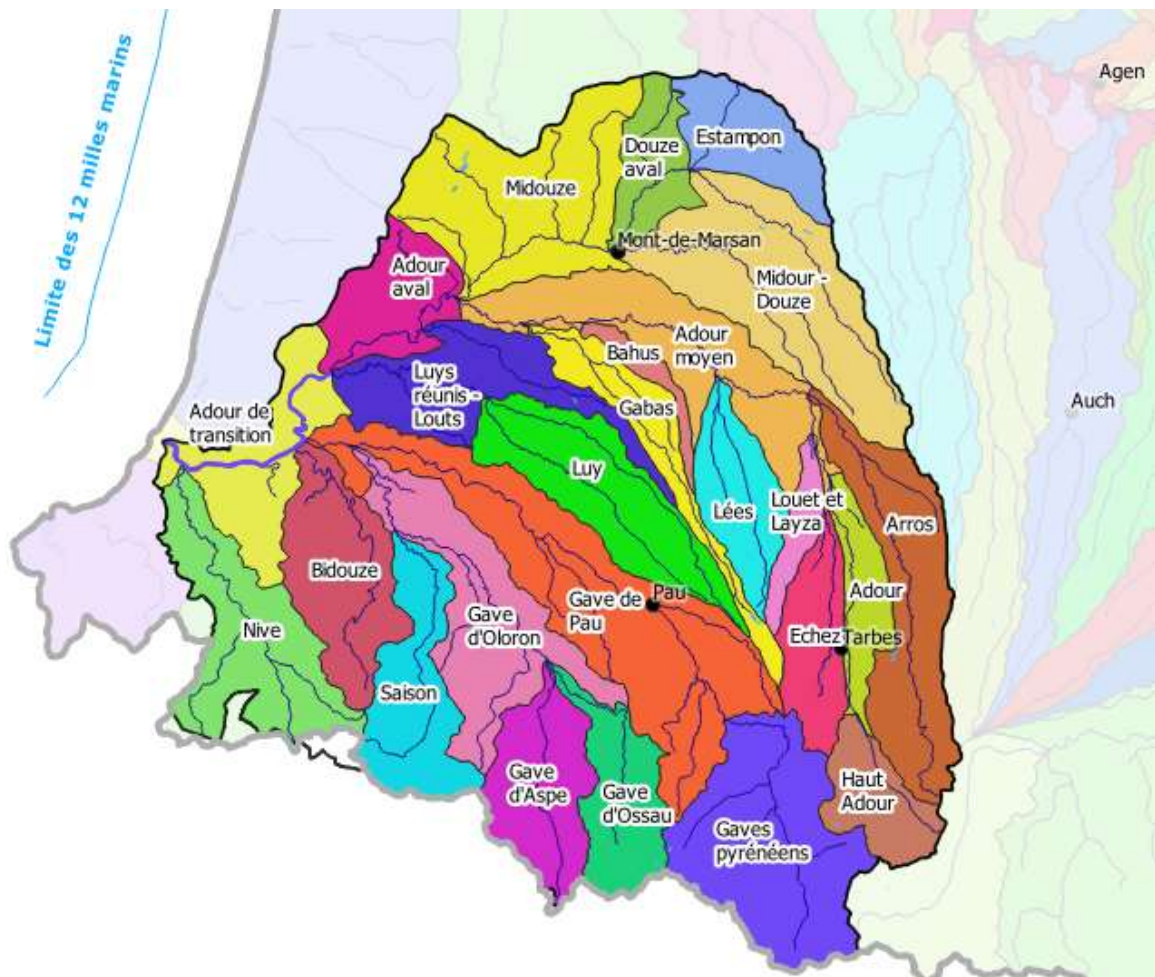 Limite des 12 milles marins
Agen
Estampon
Douze
aval
Midouze
Mont-de-Marsan
Adour
aval
Midour -
Douze
Adour
moyen
Bahus
Luys
réunis -
Louts
Gabas
Auch
Adour de
transition
Luy
Lées
Louet et
Layza
Arros
Bidouze
Pau
Gave de
Pau
Adour
Nive
Gave
d'Oloron
Echez
Tarbes
Saison
Gave
d'Aspe
Gave
d'Ossau
Haut
Adour
Gaves
pyrénéens